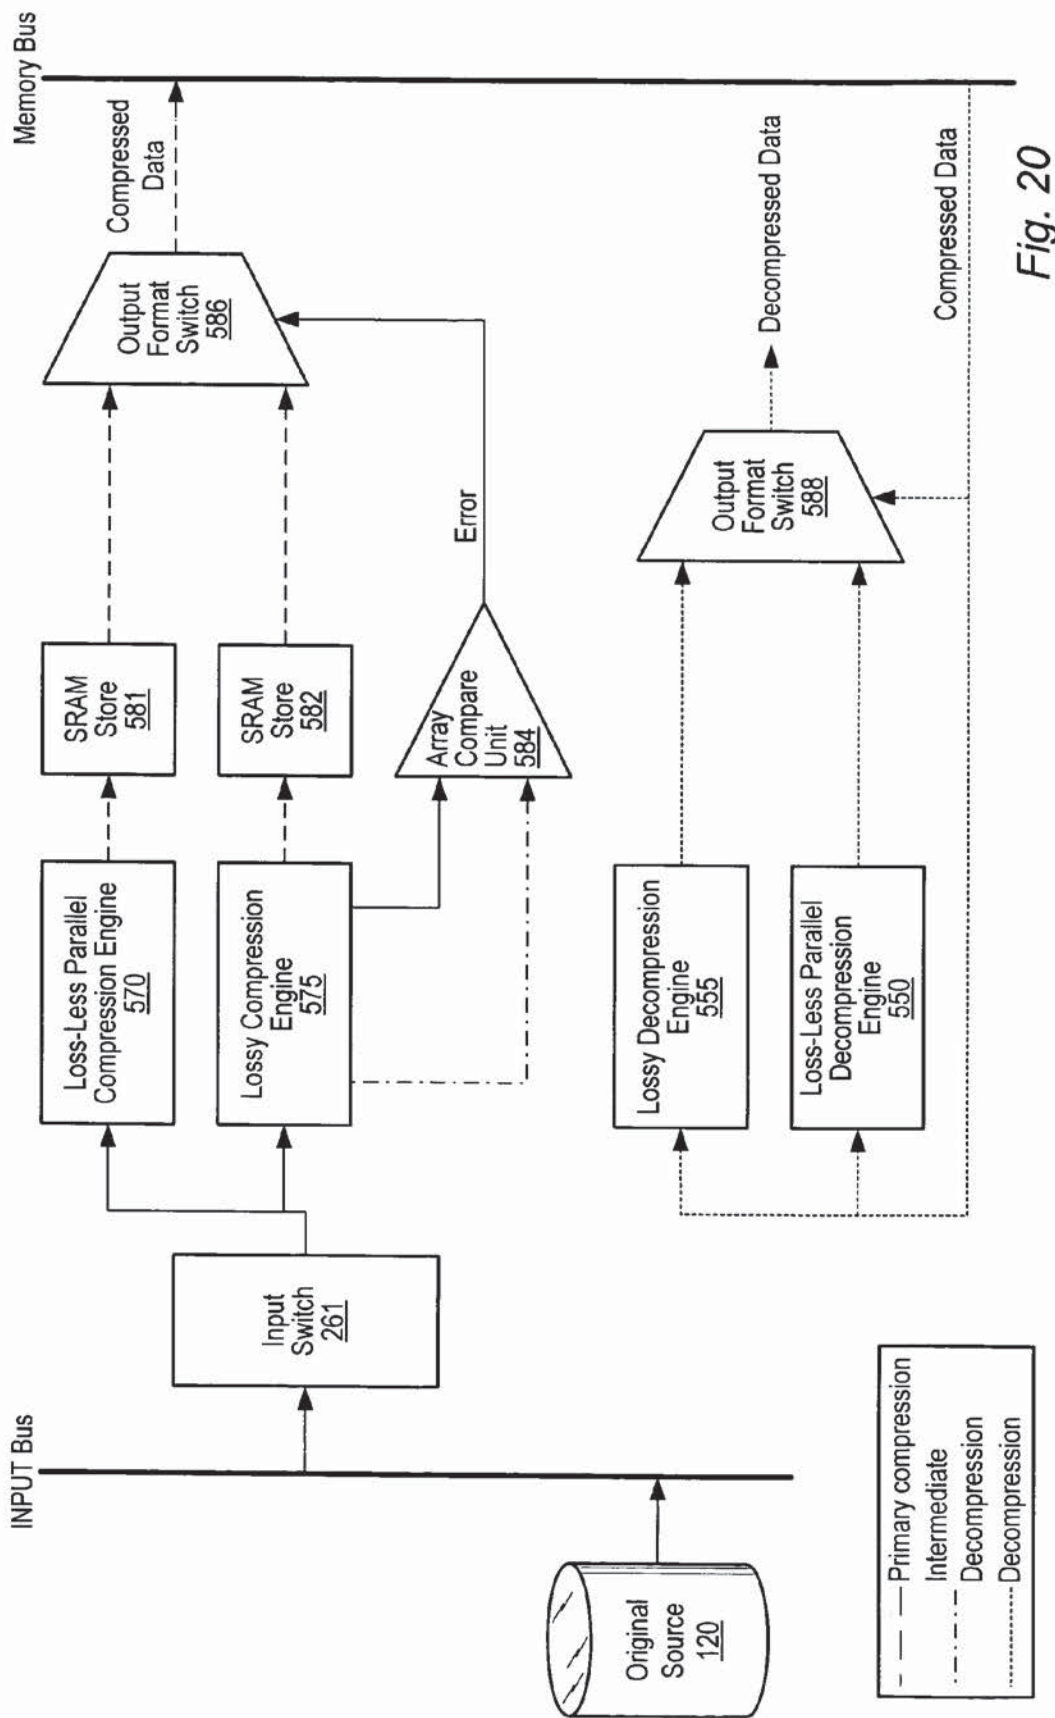 INPUT Bus
Memory Bus
Original
Source
120
Input
Switch
261
Loss-Less Parallel
Compression Engine
570
Lossy Compression
Engine
575
SRAM
Store
581
SRAM
Store
582
Array
Compare
Unit
584
Error
Output
Format
Switch
586
Compressed
Data
Lossy Decompression
Engine
555
Loss-Less Parallel
Decompression
Engine
550
Output
Format
Switch
588
Decompressed Data
Compressed Data
Primary compression
Intermediate
Decompression
Decompression
Fig. 20